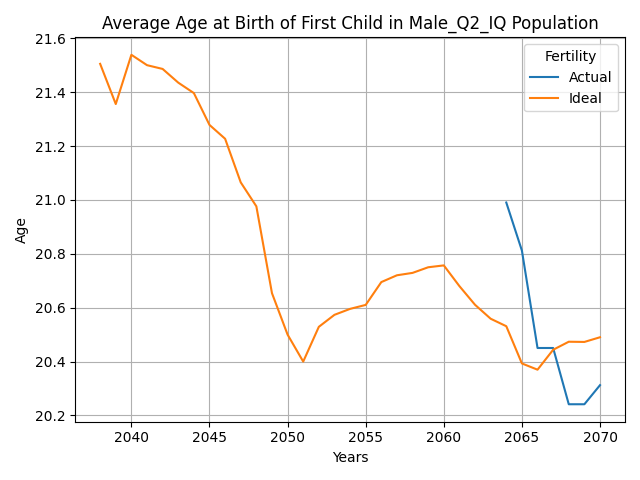 Average Age at Birth of First Child in Male_Q2_IQ Population
Fertility
Actual
Ideal
Age
21.6
21.4
21.2
21.0
20.8
20.6
20.4
20.2
2040 2045 2050 2055 2060 2065 2070
Years